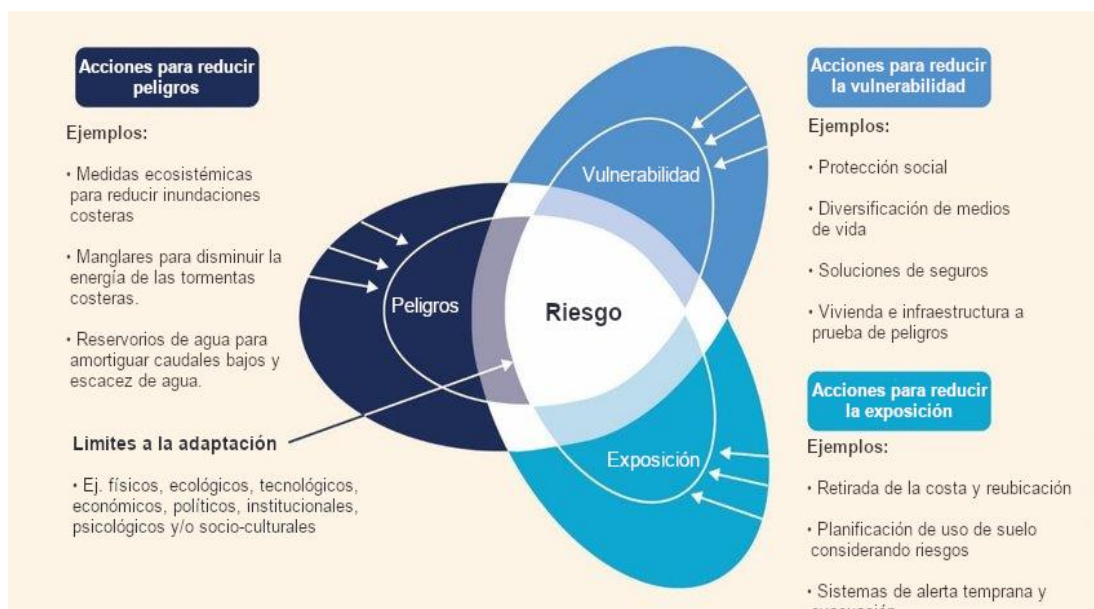 Acciones para reducir
peligros
Ejemplos:
• Medidas ecosistémicas
para reducir inundaciones
costeras
• Manglares para disminuir la
energía de las tormentas
costeras.
• Reservorios de agua para
amortiguar caudales bajos y
escacez de agua.
Limites a la adaptación
• Ej. físicos, ecológicos, tecnológicos,
económicos, políticos, institucionales,
psicológicos y/o socio-culturales
Vulnerabilidad
Peligros
Riesgo
Exposición
Acciones para reducir
la vulnerabilidad
Ejemplos:
• Protección social
• Diversificación de medios
de vida
• Soluciones de seguros
• Vivienda e infraestructura a
prueba de peligros
Acciones para reducir
la exposición
Ejemplos:
• Retirada de la costa y reubicación
• Planificación de uso de suelo
considerando riesgos
• Sistemas de alerta temprana y